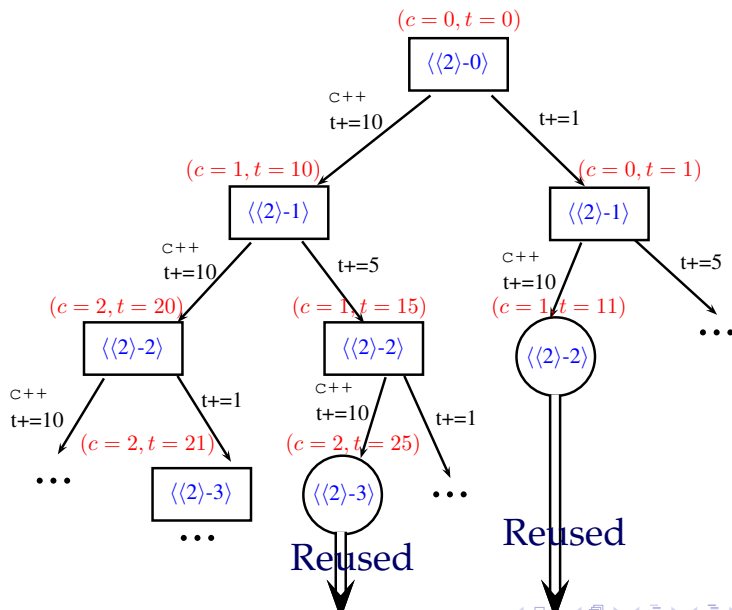 (c = 0, t = 0)
⟨⟨2⟩-0⟩
c++
t+=10
t+=1
(c = 1, t = 10)
(c = 0, t = 1)
⟨⟨2⟩-1⟩
⟨⟨2⟩-1⟩
c++
t+=10
t+=5
c++
t+=10
t+=5
(c = 2, t = 20)
(c = 1, t = 15)
(c = 1, t = 11)
•••
⟨⟨2⟩-2⟩
⟨⟨2⟩-2⟩
⟨⟨2⟩-2⟩
c++
t+=10
t+=1
c++
t+=10
t+=1
(c = 2, t = 21)
(c = 2, t = 25)
•••
⟨⟨2⟩-3⟩
⟨⟨2⟩-3⟩
•••
•••
Reused
Reused